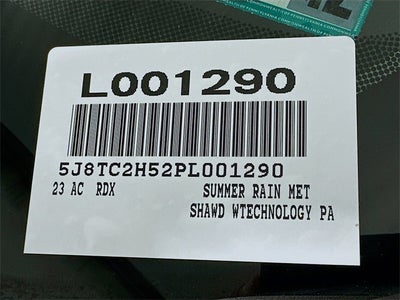 L001290
5J8TC2H52PL001290
23 AC RDX SUMMER RAIN MET
SHAWD WTECHNOLOGY PA